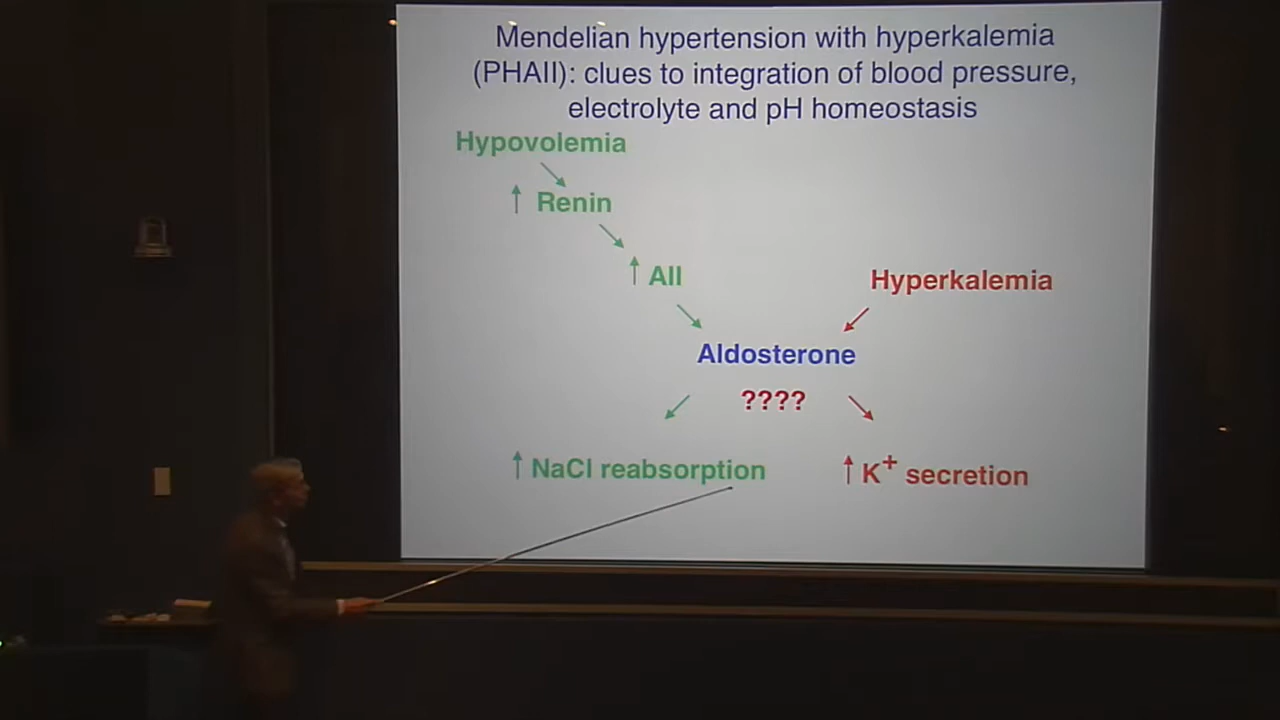 Mendelian hypertension with hyperkalemia
(PHAII): clues to integration of blood pressure,
electrolyte and pH homeostasis
Hypovolemia
↑ Renin
↑ AII
Hyperkalemia
Aldosterone
????
↑ NaCl reabsorption
↑ K⁺ secretion